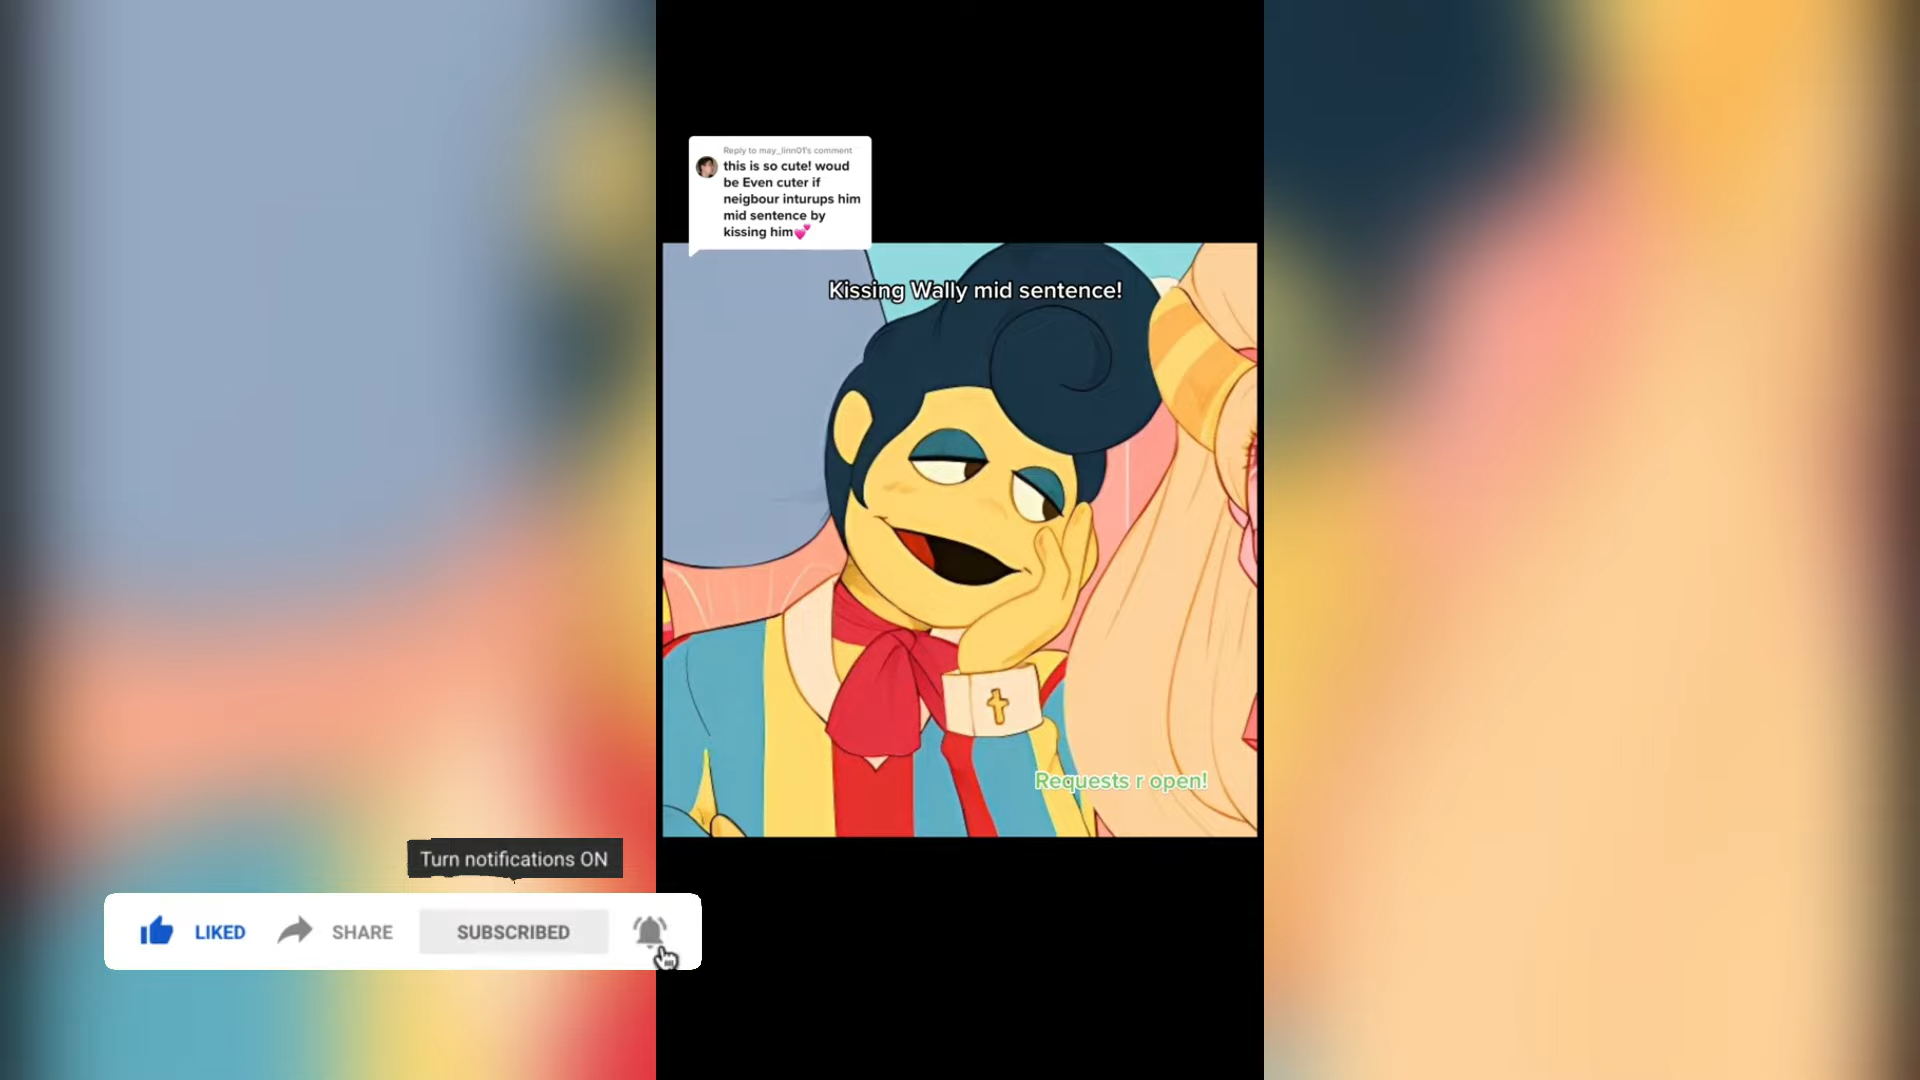 Reply to may_linn01's comment
this is so cute! woud
be Even cuter if
neigbour inturups him
mid sentence by
kissing him💕
Kissing Wally mid sentence!
Requests r open!
Turn notifications ON
LIKED SHARE SUBSCRIBED